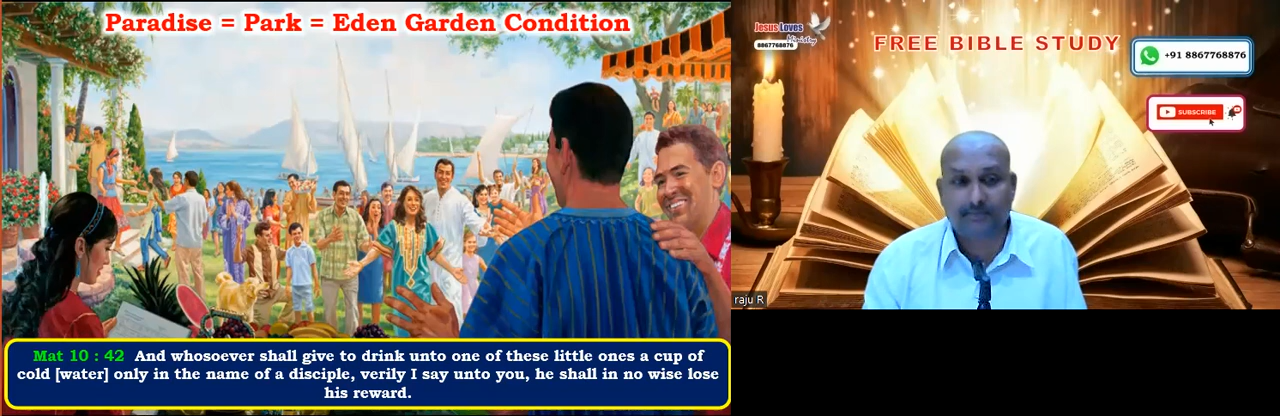 Paradise = Park = Eden Garden Condition
Mat 10 : 42 And whosoever shall give to drink unto one of these little ones a cup of
cold [water] only in the name of a disciple, verily I say unto you, he shall in no wise lose
his reward.
Jesus Loves
Ministry
8867768876
FREE BIBLE STUDY
+91 8867768876
SUBSCRIBE
raju R